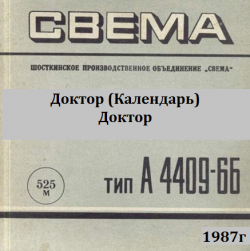 СВЕМА
ШОСТКИНСКОЕ ПРОИЗВОДСТВЕННОЕ ОБЪЕДИНЕНИЕ „СВЕМА"
Доктор (Календарь)
Доктор
525 м
ТИП А 4409-6Б
1987г